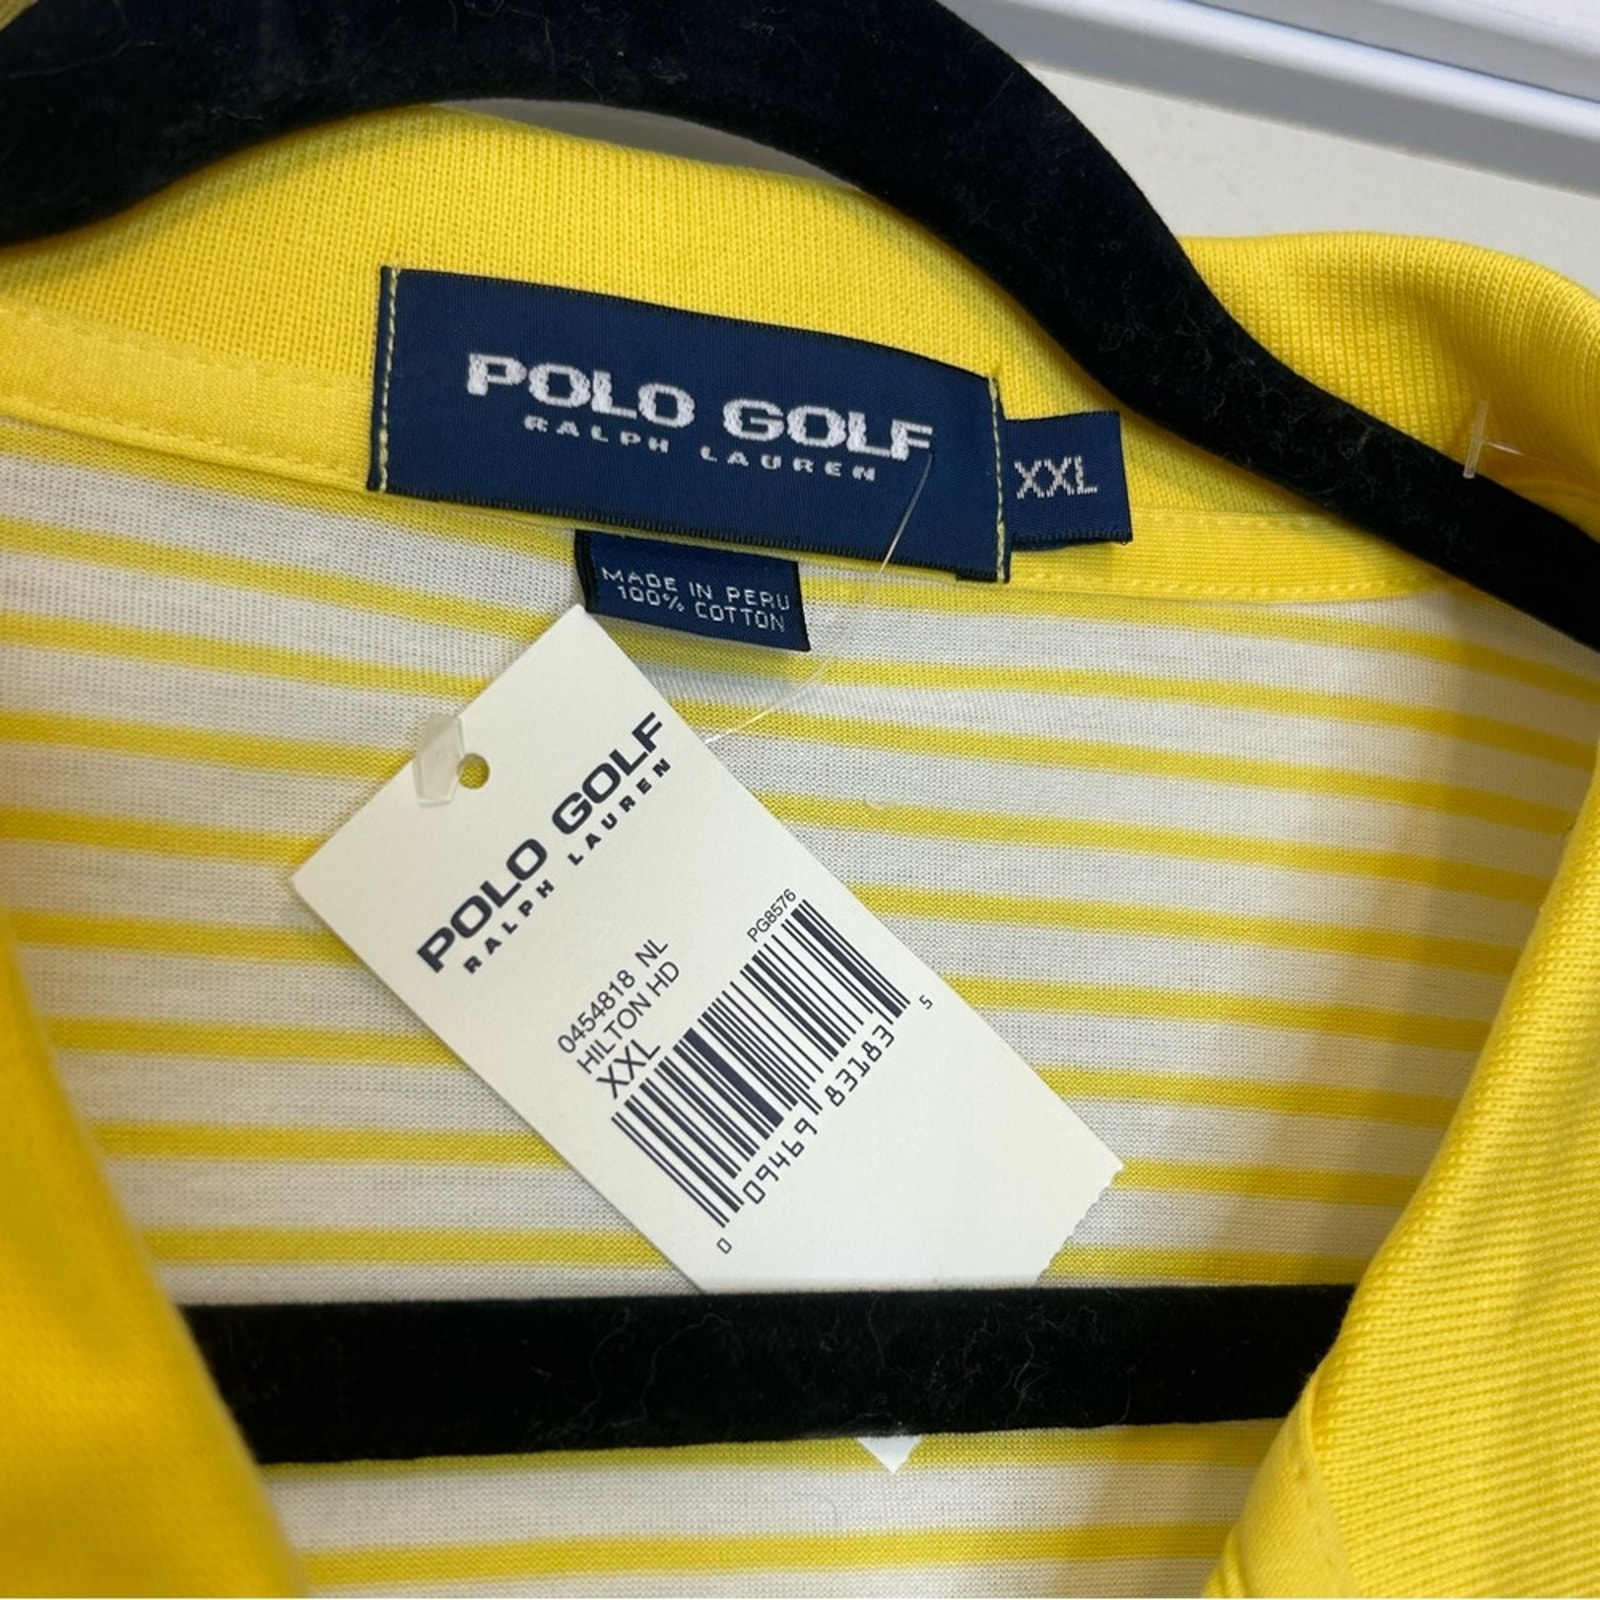 POLO GOLF
RALPH LAUREN
XXL
MADE IN PERU
100% COTTON
POLO GOLF
RALPH LAUREN
PG8576
0454818 NL
HILTON HD
XXL
0 09469 83183 5